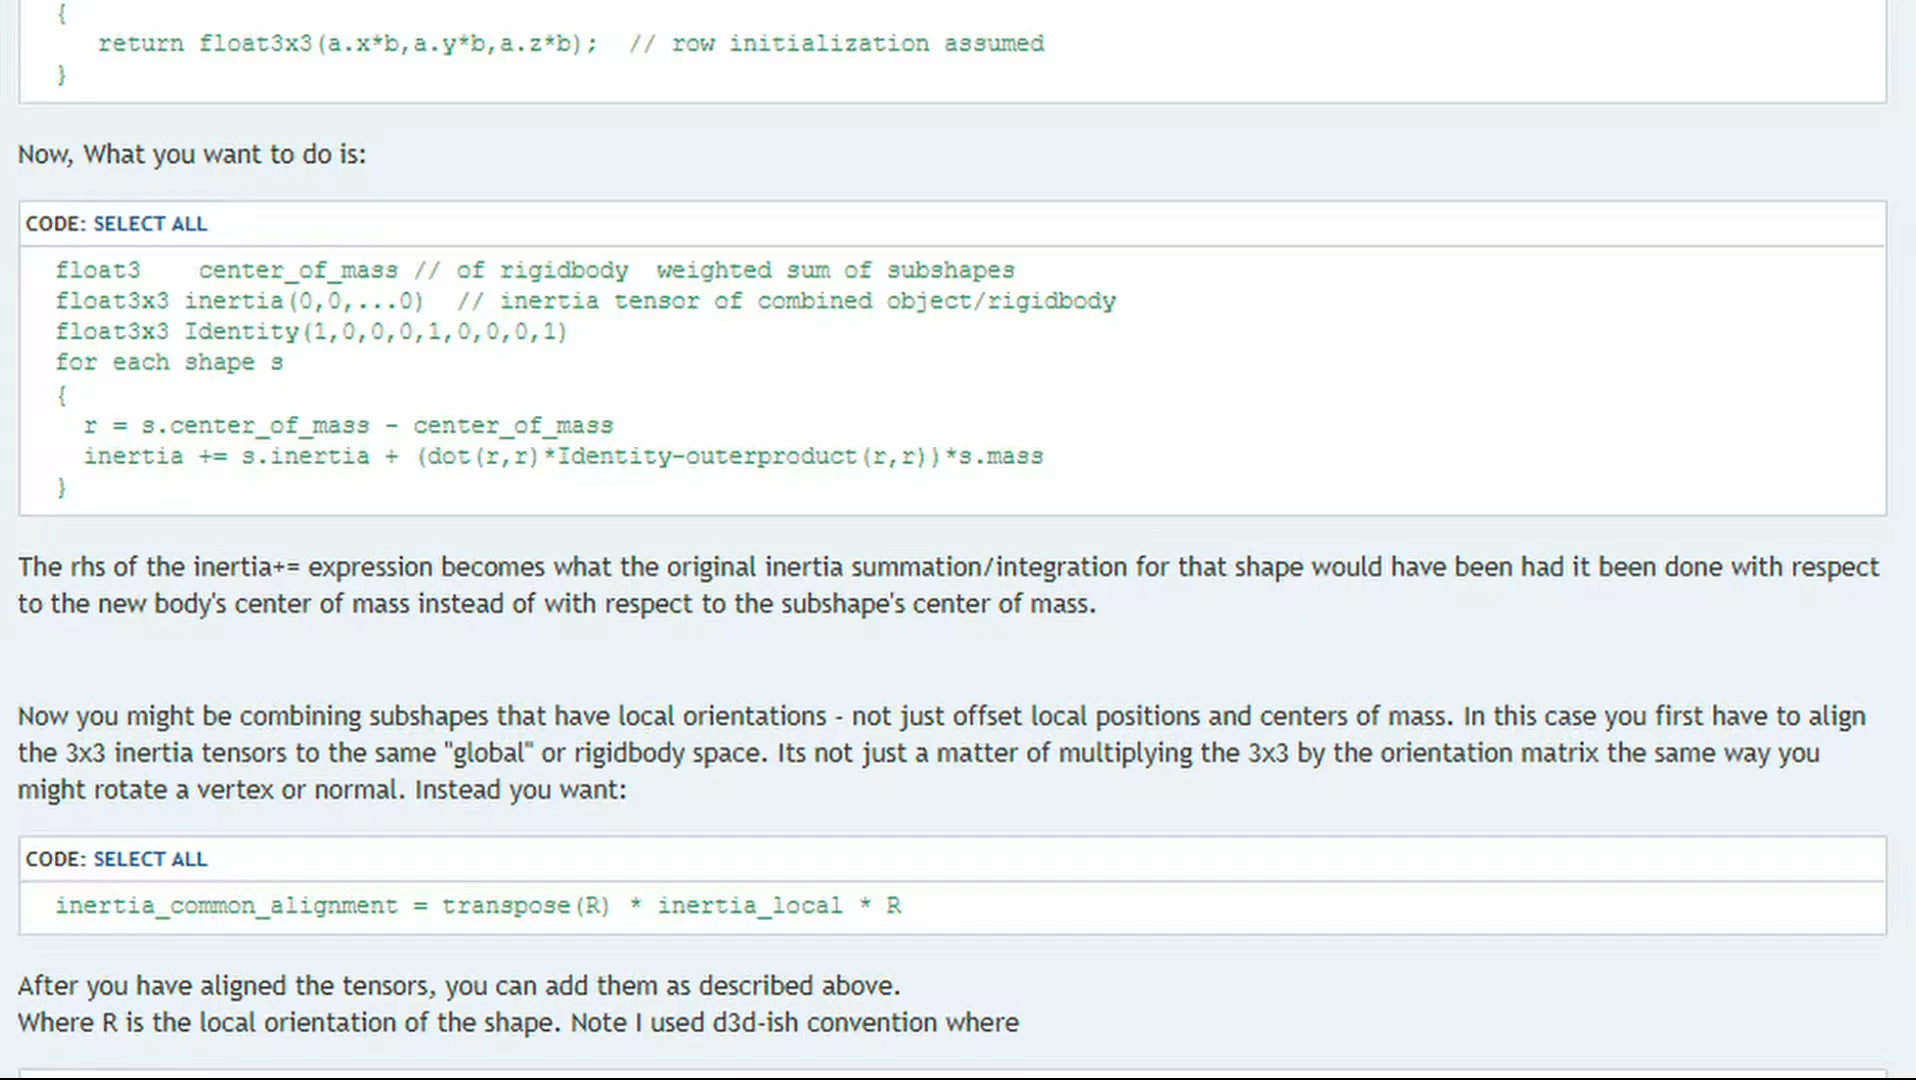 {
return float3x3(a.x*b,a.y*b,a.z*b);  // row initialization assumed
}
Now, What you want to do is:
CODE: SELECT ALL
float3    center_of_mass // of rigidbody  weighted sum of subshapes
float3x3 inertia(0,0,...0)  // inertia tensor of combined object/rigidbody
float3x3 Identity(1,0,0,0,1,0,0,0,1)
for each shape s
{
r = s.center_of_mass - center_of_mass
inertia += s.inertia + (dot(r,r)*Identity-outerproduct(r,r))*s.mass
}
The rhs of the inertia+= expression becomes what the original inertia summation/integration for that shape would have been had it been done with respect
to the new body's center of mass instead of with respect to the subshape's center of mass.
Now you might be combining subshapes that have local orientations - not just offset local positions and centers of mass. In this case you first have to align
the 3x3 inertia tensors to the same "global" or rigidbody space. Its not just a matter of multiplying the 3x3 by the orientation matrix the same way you
might rotate a vertex or normal. Instead you want:
CODE: SELECT ALL
inertia_common_alignment = transpose(R) * inertia_local * R
After you have aligned the tensors, you can add them as described above.
Where R is the local orientation of the shape. Note I used d3d-ish convention where